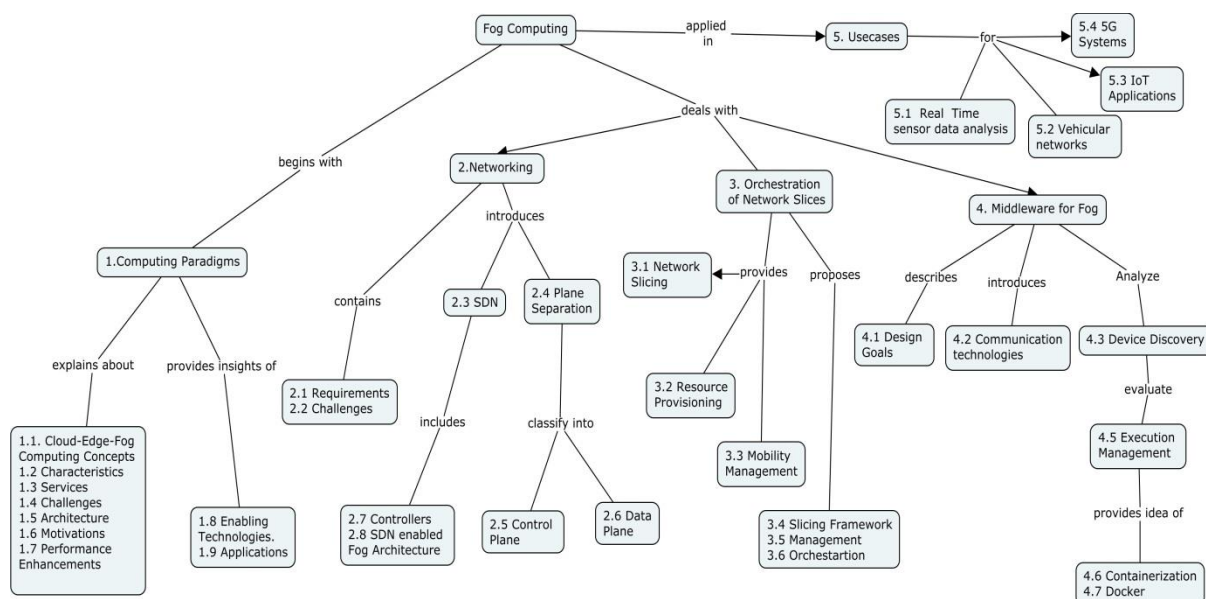 Fog Computing
applied
in
5. Usecases
for
5.4 5G
Systems
5.3 IoT
Applications
5.1 Real Time
sensor data analysis
5.2 Vehicular
networks
deals with
begins with
2.Networking
3. Orchestration
of Network Slices
4. Middleware for Fog
introduces
1.Computing Paradigms
3.1 Network
Slicing
provides
proposes
describes
introduces
Analyze
contains
2.3 SDN
2.4 Plane
Separation
4.1 Design
Goals
4.2 Communication
technologies
4.3 Device Discovery
explains about
provides insights of
2.1 Requirements
2.2 Challenges
3.2 Resource
Provisioning
evaluate
includes
classify into
1.1. Cloud-Edge-Fog
Computing Concepts
1.2 Characteristics
1.3 Services
1.4 Challenges
1.5 Architecture
1.6 Motivations
1.7 Performance
Enhancements
1.8 Enabling
Technologies.
1.9 Applications
2.7 Controllers
2.8 SDN enabled
Fog Architecture
2.5 Control
Plane
2.6 Data
Plane
3.3 Mobility
Management
3.4 Slicing Framework
3.5 Management
3.6 Orchestartion
4.5 Execution
Management
provides idea of
4.6 Containerization
4.7 Docker